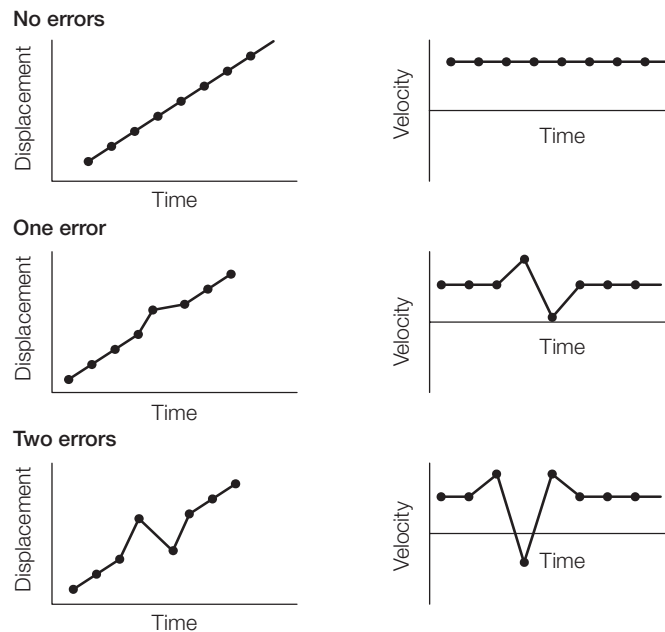 No errors
Displacement
Time
Velocity
Time
One error
Displacement
Time
Velocity
Time
Two errors
Displacement
Time
Velocity
Time